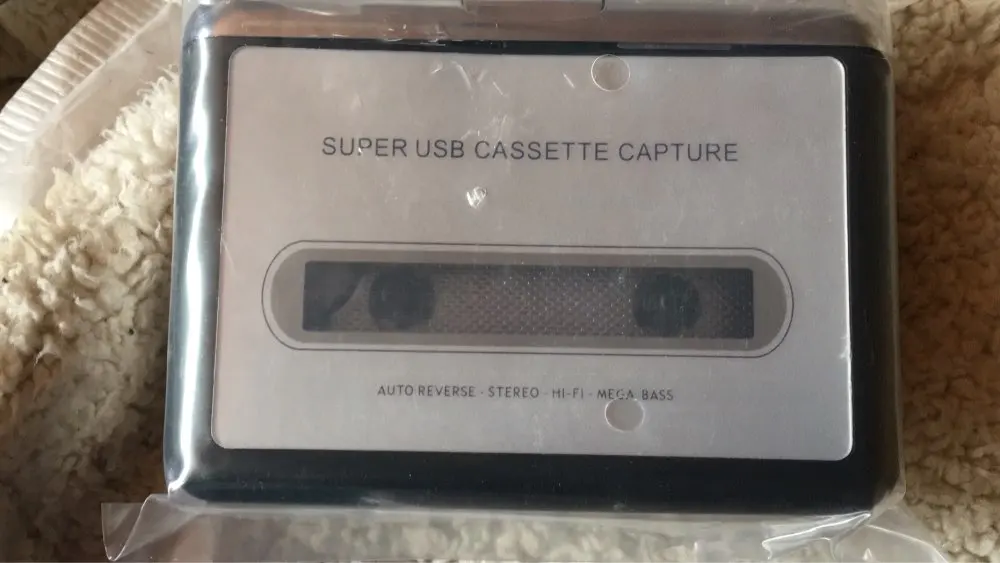 SUPER USB CASSETTE CAPTURE
AUTO REVERSE - STEREO - HI-FI - MEGA BASS